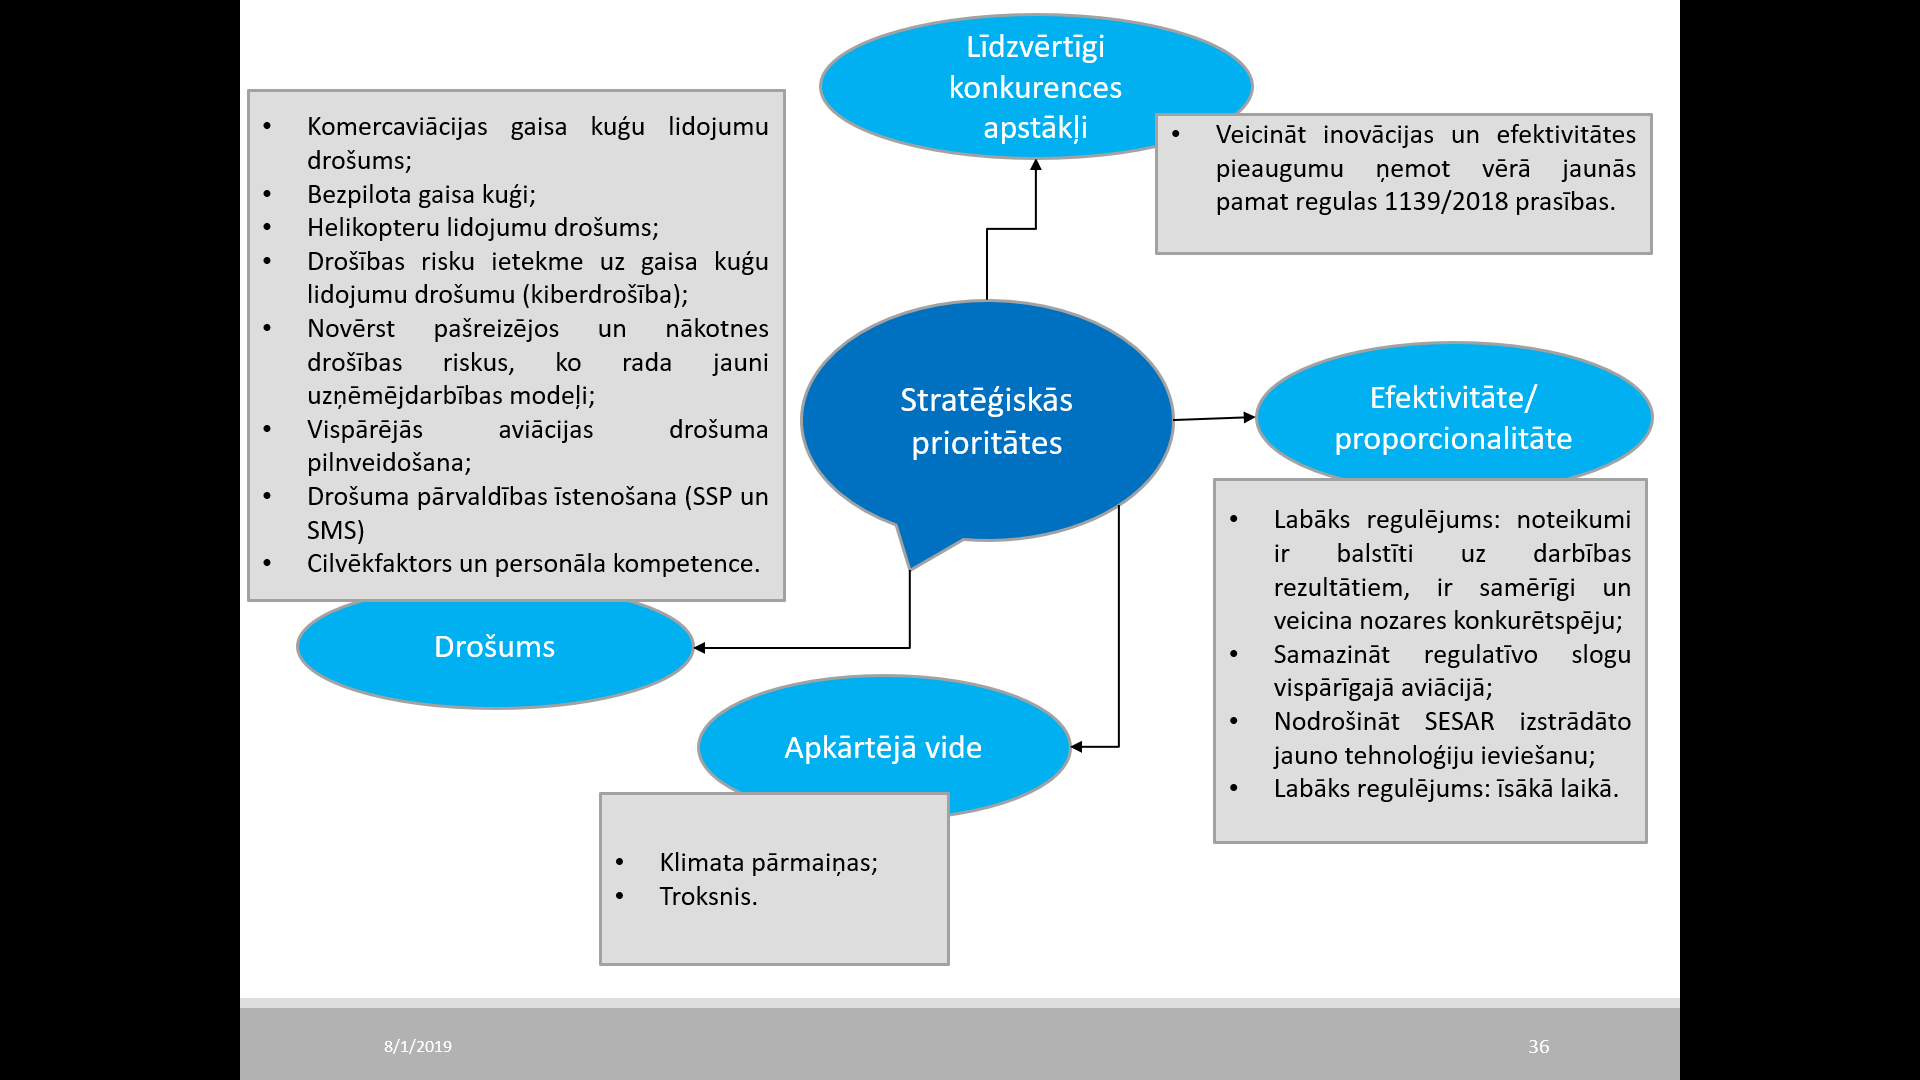 Līdzvērtīgi
konkurences
apstākļi
• Veicināt inovācijas un efektivitātes
pieaugumu ņemot vērā jaunās
pamat regulas 1139/2018 prasības.
• Komercaviācijas gaisa kuģu lidojumu
drošums;
• Bezpilota gaisa kuģi;
• Helikopteru lidojumu drošums;
• Drošības risku ietekme uz gaisa kuģu
lidojumu drošumu (kiberdrošība);
• Novērst pašreizējos un nākotnes
drošības riskus, ko rada jauni
uzņēmējdarbības modeļi;
• Vispārējās aviācijas drošuma
pilnveidošana;
• Drošuma pārvaldības īstenošana (SSP un
SMS)
• Cilvēkfaktors un personāla kompetence.
Drošums
Stratēģiskās
prioritātes
Efektivitāte/
proporcionalitāte
• Labāks regulējums: noteikumi
ir balstīti uz darbības
rezultātiem, ir samērīgi un
veicina nozares konkurētspēju;
• Samazināt regulatīvo slogu
vispārīgajā aviācijā;
• Nodrošināt SESAR izstrādāto
jauno tehnoloģiju ieviešanu;
• Labāks regulējums: īsākā laikā.
Apkārtējā vide
• Klimata pārmaiņas;
• Troksnis.
8/1/2019
36